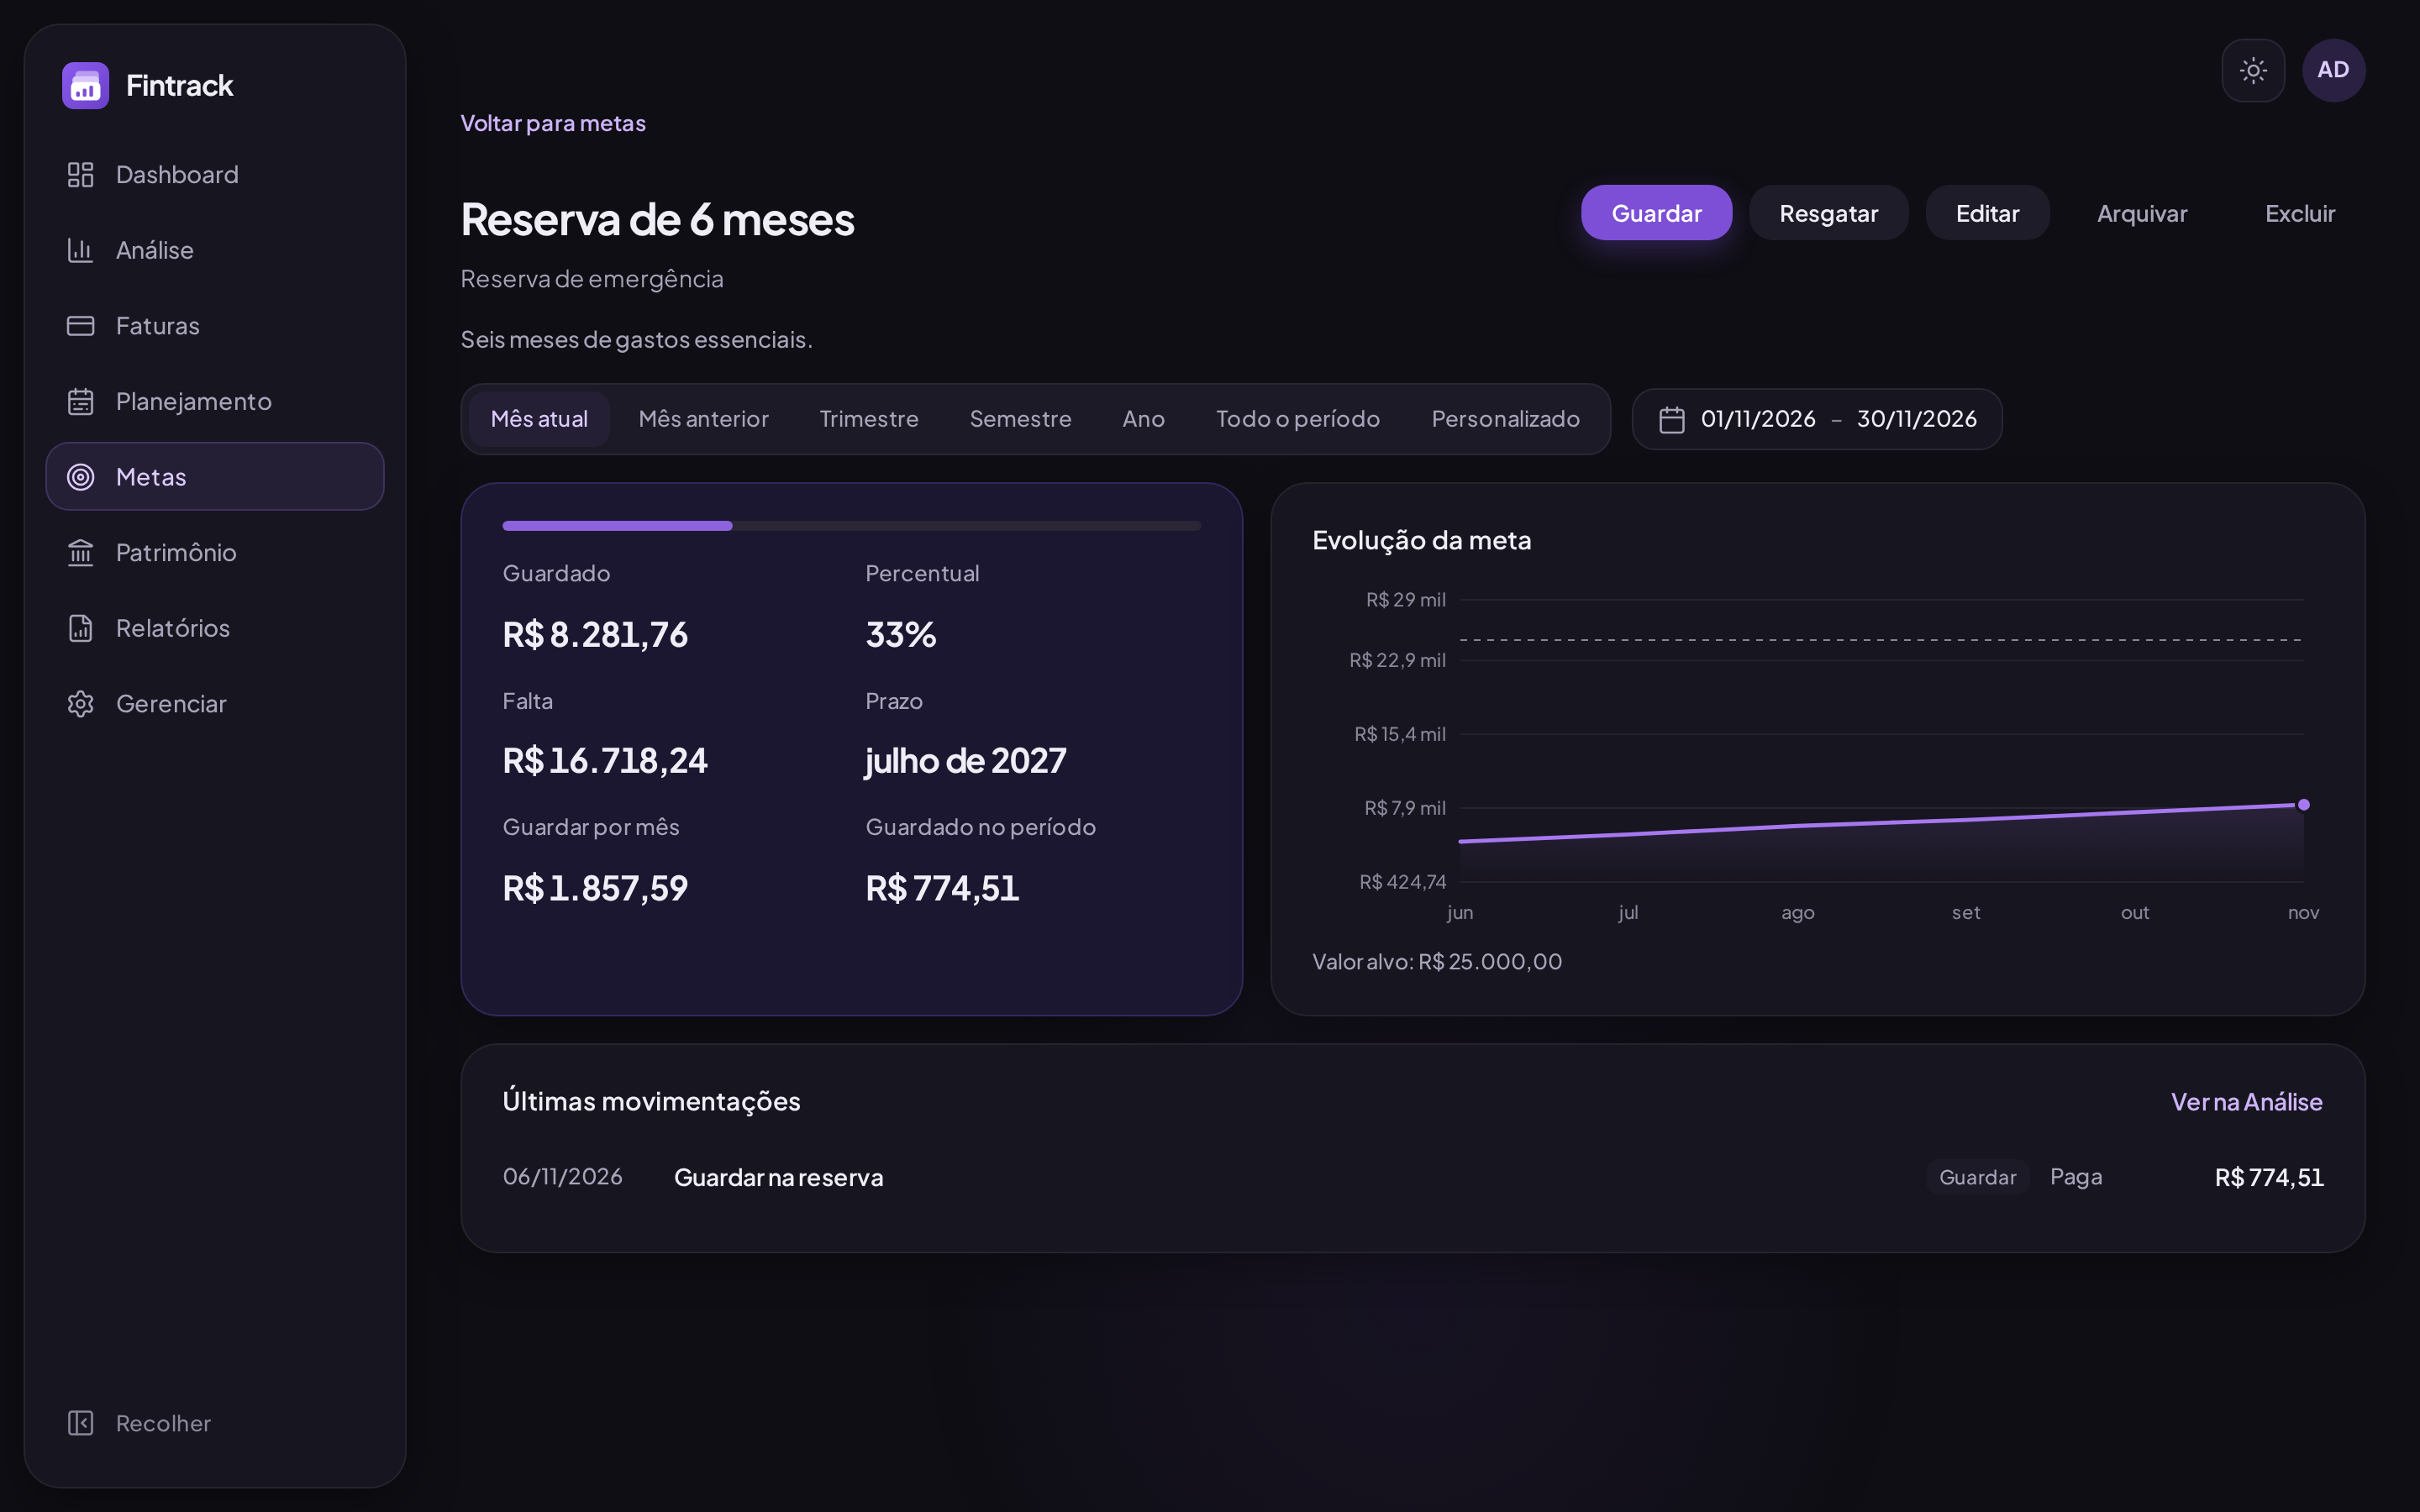 Fintrack
Dashboard
Análise
Faturas
Planejamento
Metas
Patrimônio
Relatórios
Gerenciar
Recolher
AD
Voltar para metas
Reserva de 6 meses
Guardar
Resgatar
Editar
Arquivar
Excluir
Reserva de emergência
Seis meses de gastos essenciais.
Mês atual
Mês anterior
Trimestre
Semestre
Ano
Todo o período
Personalizado
01/11/2026 – 30/11/2026
Guardado
R$ 8.281,76
Percentual
33%
Falta
R$ 16.718,24
Prazo
julho de 2027
Guardar por mês
R$ 1.857,59
Guardado no período
R$ 774,51
Evolução da meta
R$ 29 mil
R$ 22,9 mil
R$ 15,4 mil
R$ 7,9 mil
R$ 424,74
jun
jul
ago
set
out
nov
Valor alvo: R$ 25.000,00
Últimas movimentações
Ver na Análise
06/11/2026
Guardar na reserva
Guardar
Paga
R$ 774,51